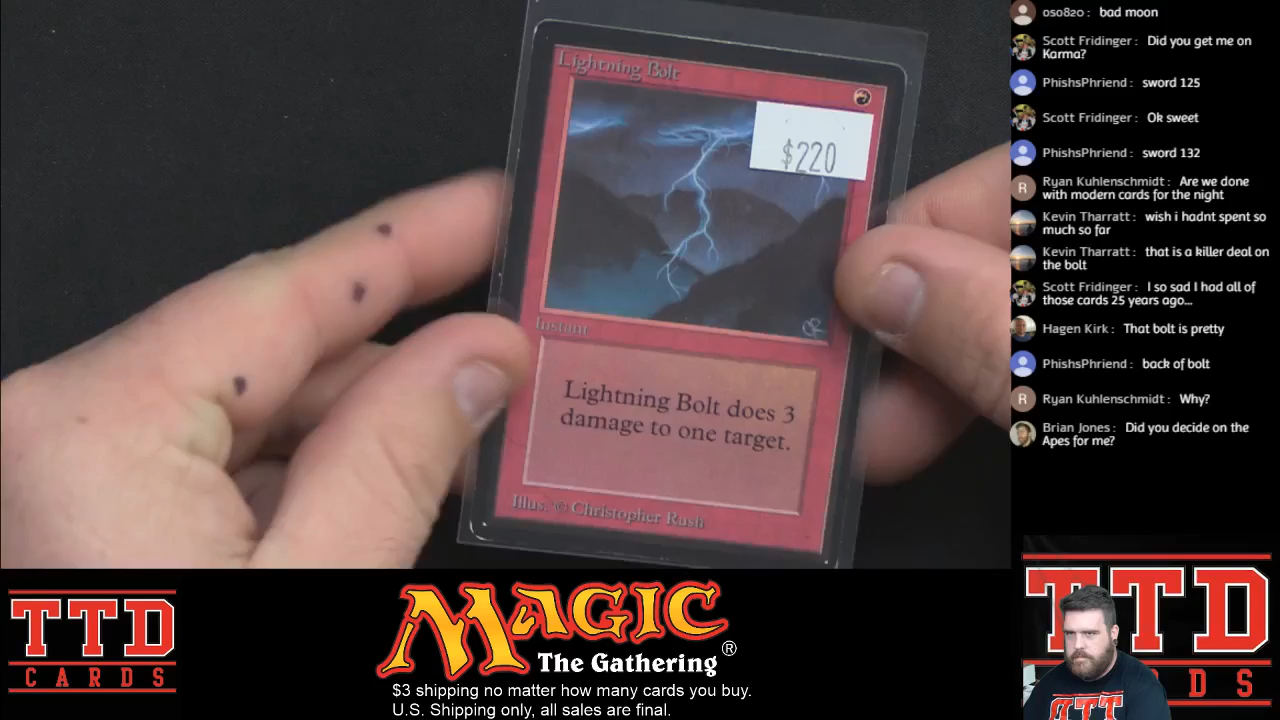 Lightning Bolt
$220
Instant
Lightning Bolt does 3
damage to one target.
Illus. © Christopher Rush
oso820: bad moon
Scott Fridinger: Did you get me on
Karma?
PhishsPhriend: sword 125
Scott Fridinger: Ok sweet
PhishsPhriend: sword 132
R
Ryan Kuhlenschmidt: Are we done
with modern cards for the night
Kevin Tharratt: wish i hadnt spent so
much so far
Kevin Tharratt: that is a killer deal on
the bolt
Scott Fridinger: I so sad I had all of
those cards 25 years ago...
Hagen Kirk: That bolt is pretty
PhishsPhriend: back of bolt
R
Ryan Kuhlenschmidt: Why?
Brian Jones: Did you decide on the
Apes for me?
TTD
CARDS
MAGIC
The Gathering®
$3 shipping no matter how many cards you buy.
U.S. Shipping only, all sales are final.
TTD
DS